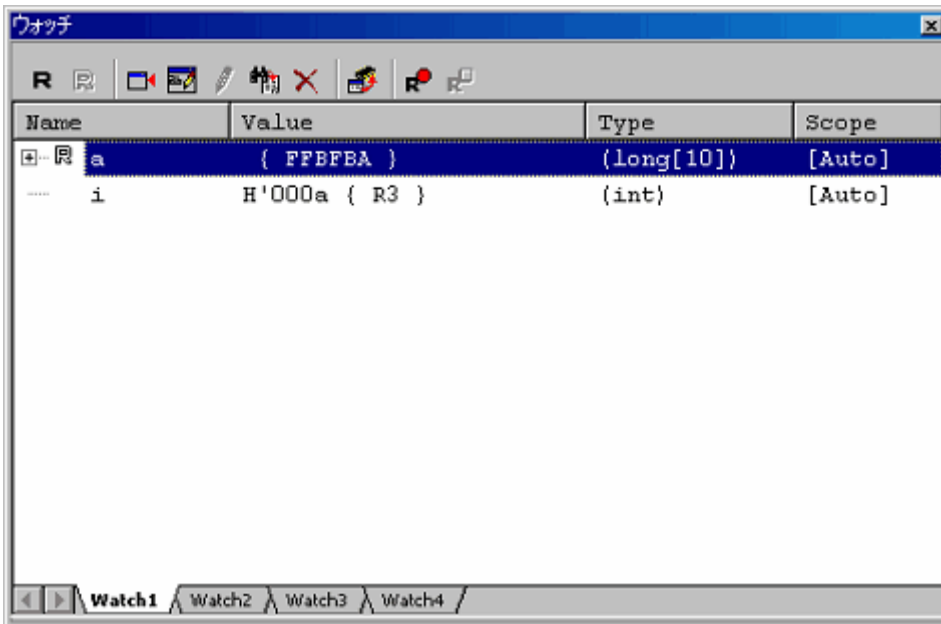 ウォッチ
Name Value Type Scope
a { FFBFBA } (long[10]) [Auto]
i H'000a { R3 } (int) [Auto]
Watch1 Watch2 Watch3 Watch4